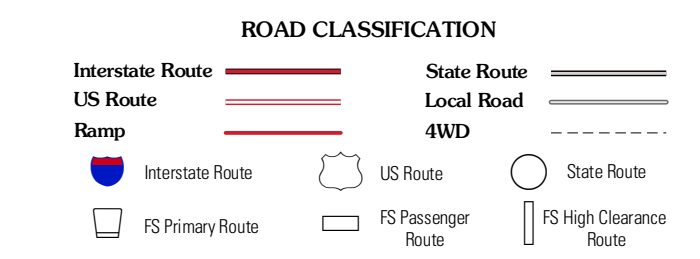 ROAD CLASSIFICATION
Interstate Route
State Route
US Route
Local Road
Ramp
4WD
Interstate Route
US Route
State Route
FS Primary Route
FS Passenger
Route
FS High Clearance
Route